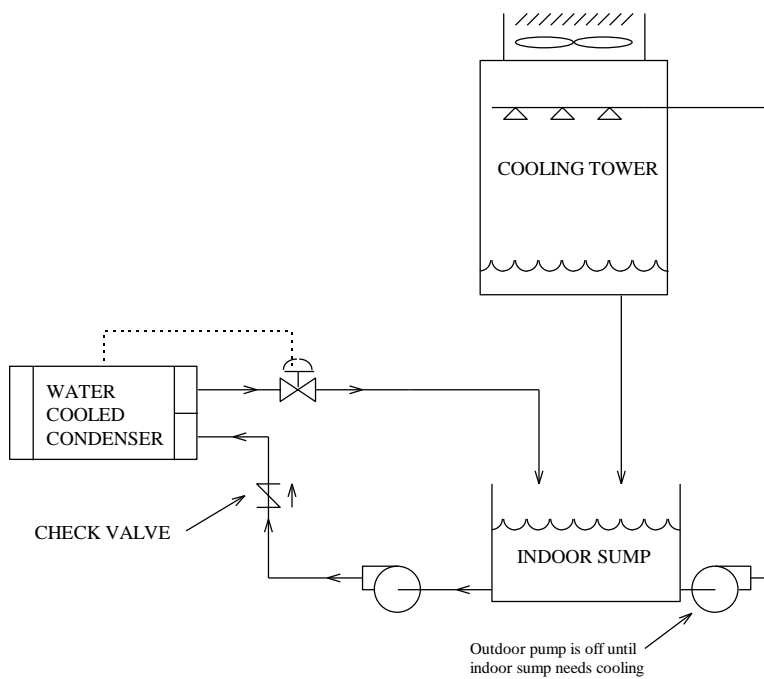 COOLING TOWER
WATER
COOLED
CONDENSER
CHECK VALVE
INDOOR SUMP
Outdoor pump is off until
indoor sump needs cooling